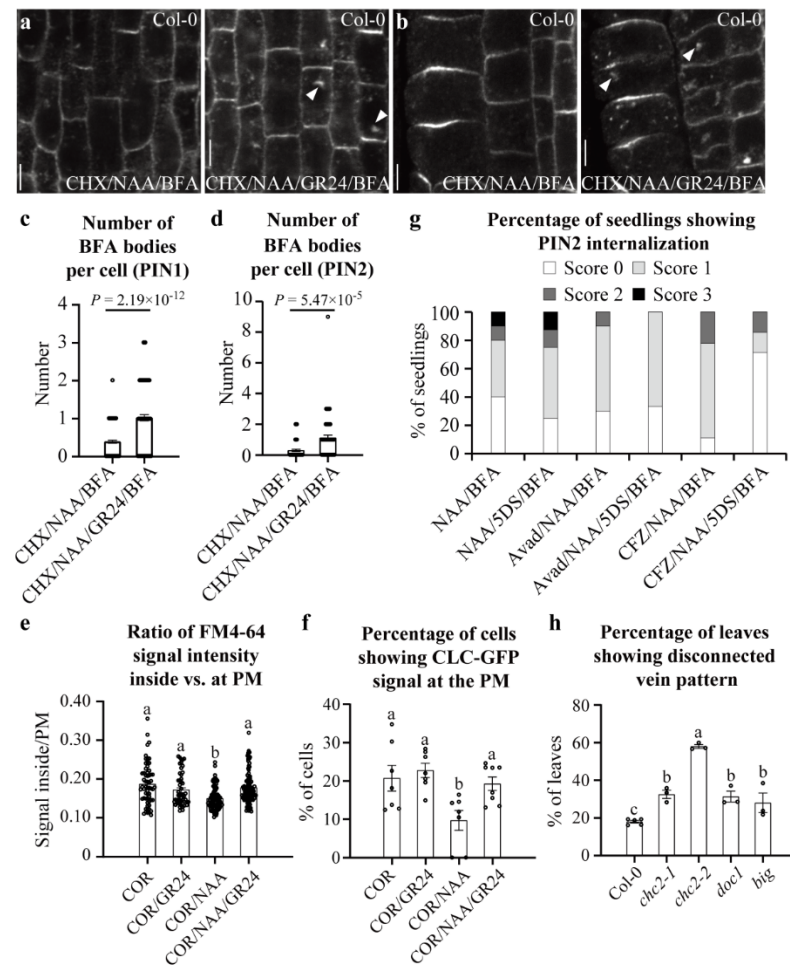 a
Col-0
Col-0
b
Col-0
Col-0
CHX/NAA/BFA
CHX/NAA/GR24/BFA
CHX/NAA/BFA
CHX/NAA/GR24/BFA
c
Number of
BFA bodies
per cell (PIN1)
P = 2.19×10-12
4
3
2
1
0
Number
CHX/NAA/BFA
CHX/NAA/GR24/BFA
d
Number of
BFA bodies
per cell (PIN2)
P = 5.47×10-5
10
8
6
4
2
0
Number
CHX/NAA/BFA
CHX/NAA/GR24/BFA
g
Percentage of seedlings showing
PIN2 internalization
Score 0
Score 1
Score 2
Score 3
100
80
60
40
20
0
% of seedlings
NAA/BFA
NAA/5DS/BFA
Avad/NAA/BFA
Avad/NAA/5DS/BFA
CFZ/NAA/BFA
CFZ/NAA/5DS/BFA
e
Ratio of FM4-64
signal intensity
inside vs. at PM
0.40
0.30
0.20
0.10
0
Signal inside/PM
a
a
b
a
COR
COR/GR24
COR/NAA
COR/NAA/GR24
f
Percentage of cells
showing CLC-GFP
signal at the PM
40
30
20
10
0
% of cells
a
a
b
a
COR
COR/GR24
COR/NAA
COR/NAA/GR24
h
Percentage of leaves
showing disconnected
vein pattern
80
60
40
20
0
% of leaves
c
b
a
b
b
Col-0
chc2-1
chc2-2
doc1
big